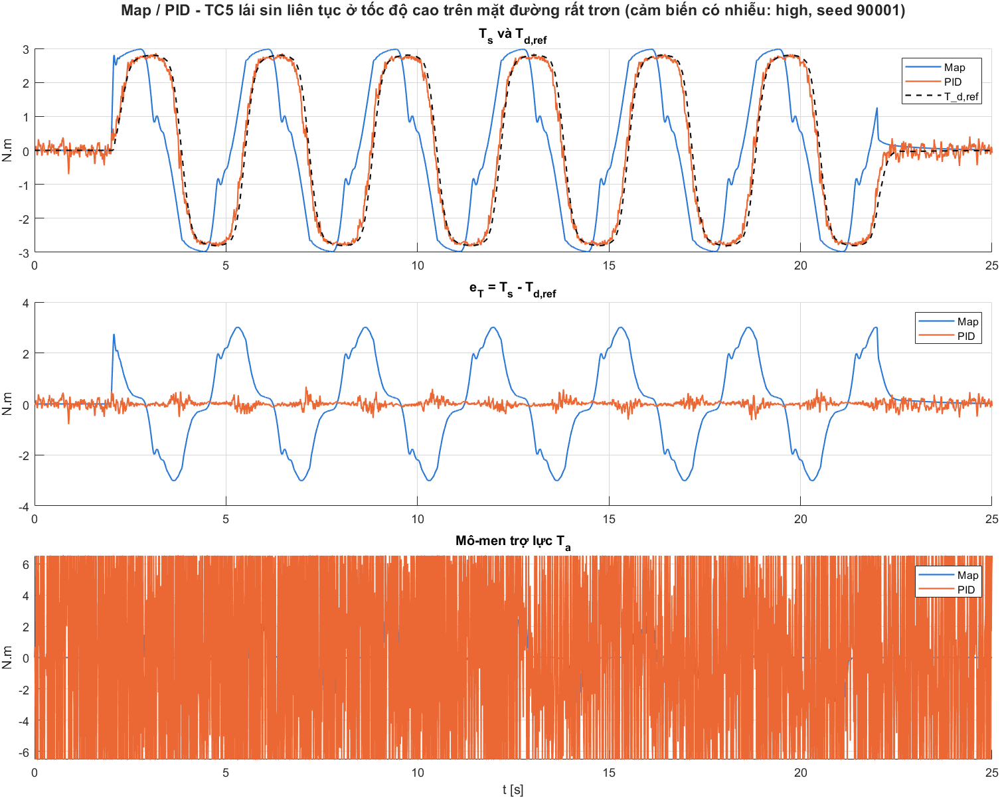 Map / PID - TC5 lái sin liên tục ở tốc độ cao trên mặt đường rất trơn (cảm biến có nhiễu: high, seed 90001)
Ts và Td,ref
3
2
1
0
-1
-2
-3
N.m
Map
PID
T_d,ref
0
5
10
15
20
25
eT = Ts - Td,ref
4
2
0
-2
-4
N.m
Map
PID
0
5
10
15
20
25
Mô-men trợ lực Ta
6
4
2
0
-2
-4
-6
N.m
Map
PID
0
5
10
15
20
25
t [s]